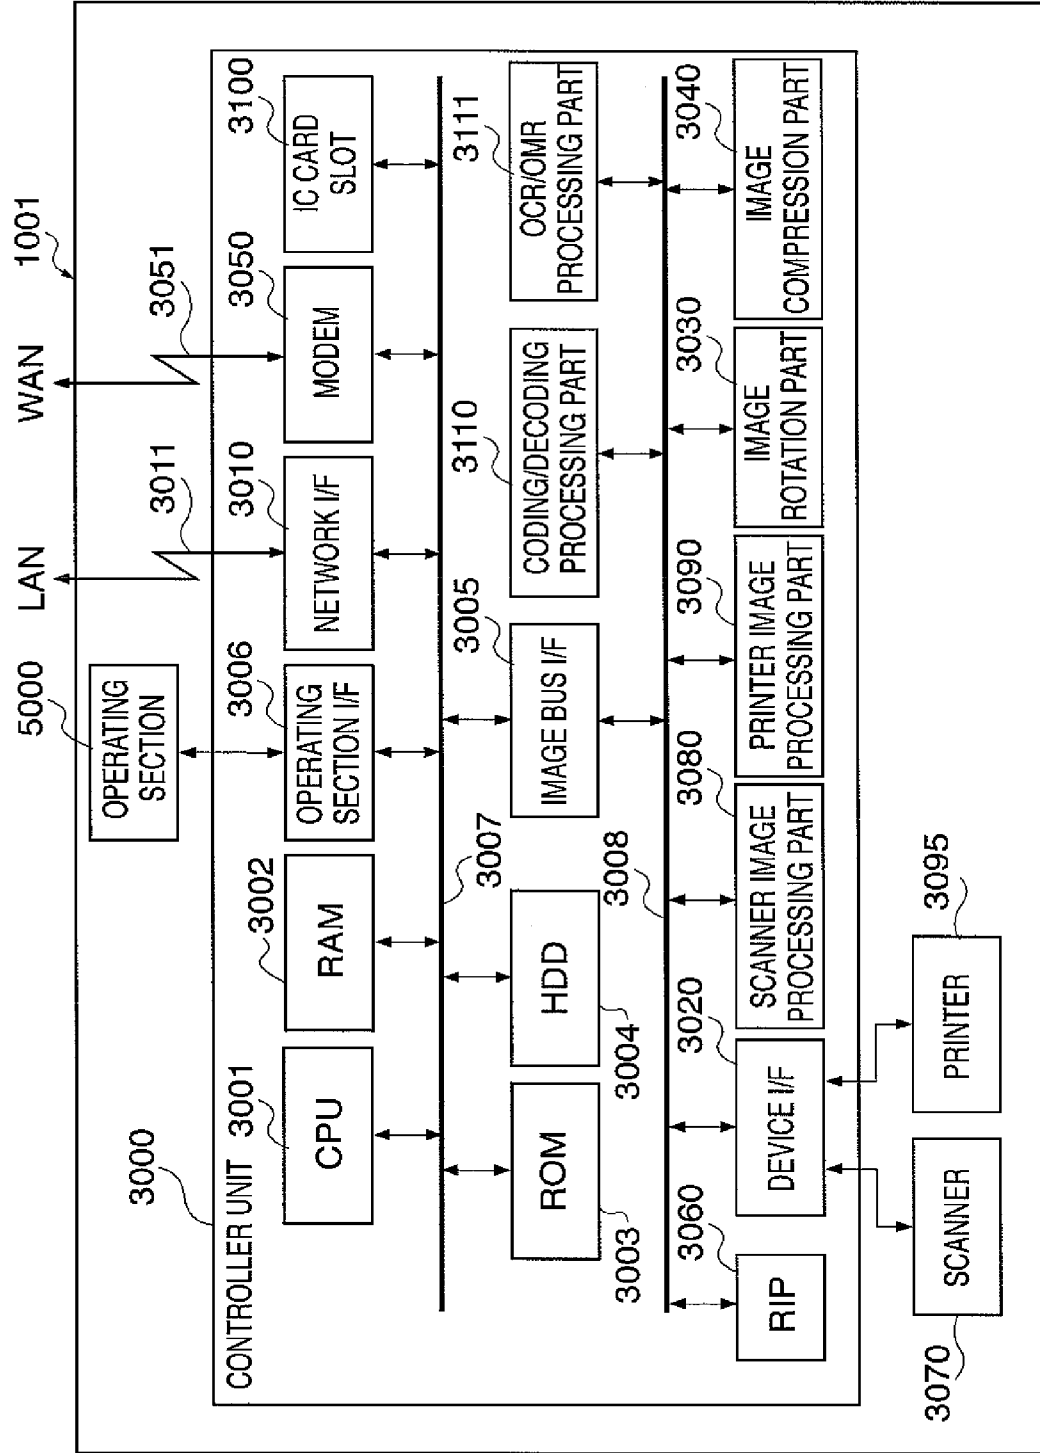 LAN
WAN
1001
5000
OPERATING
SECTION
3011
3051
3000
CONTROLLER UNIT
3001
CPU
3002
RAM
3006
OPERATING
SECTION I/F
3010
NETWORK I/F
3050
MODEM
3100
IC CARD
SLOT
3007
3003
ROM
3004
HDD
3005
IMAGE BUS I/F
3110
CODING/DECODING
PROCESSING PART
3111
OCR/OMR
PROCESSING PART
3008
3060
RIP
3020
DEVICE I/F
3080
SCANNER IMAGE
PROCESSING PART
3090
PRINTER IMAGE
PROCESSING PART
3030
IMAGE
ROTATION PART
3040
IMAGE
COMPRESSION PART
3070
SCANNER
3095
PRINTER